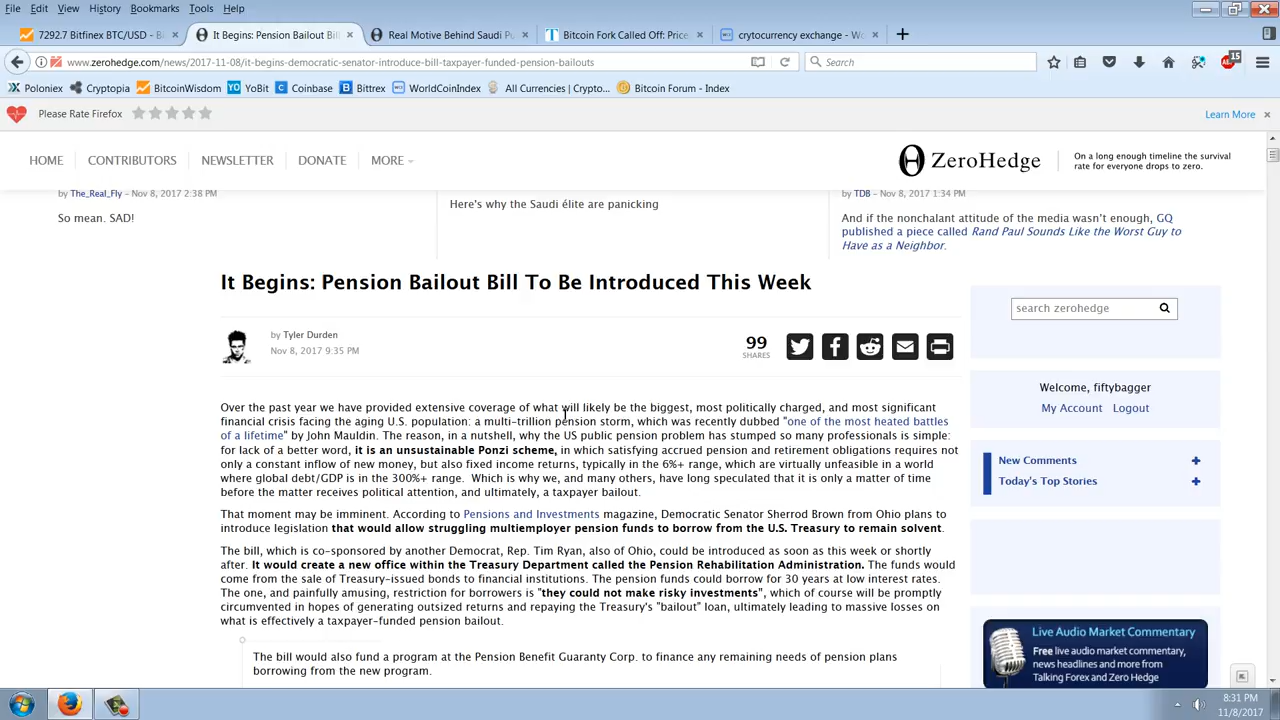 File Edit View History Bookmarks Tools Help
7292.7 Bitfinex BTC/USD - Bi
It Begins: Pension Bailout Bil
Real Motive Behind Saudi Pu
Bitcoin Fork Called Off: Price
crytocurrency exchange - Wo
www.zerohedge.com/news/2017-11-08/it-begins-democratic-senator-introduce-bill-taxpayer-funded-pension-bailouts
Search
15
Poloniex Cryptopia BitcoinWisdom YoBit Coinbase Bittrex WorldCoinIndex All Currencies | Crypto... Bitcoin Forum - Index
Please Rate Firefox
Learn More
HOME CONTRIBUTORS NEWSLETTER DONATE MORE
ZeroHedge
On a long enough timeline the survival
rate for everyone drops to zero.
by The_Real_Fly - Nov 8, 2017 2:38 PM
So mean. SAD!
Here's why the Saudi élite are panicking
by TDB - Nov 8, 2017 1:34 PM
And if the nonchalant attitude of the media wasn't enough, GQ
published a piece called Rand Paul Sounds Like the Worst Guy to
Have as a Neighbor.
It Begins: Pension Bailout Bill To Be Introduced This Week
by Tyler Durden
Nov 8, 2017 9:35 PM
99
SHARES
Over the past year we have provided extensive coverage of what will likely be the biggest, most politically charged, and most significant
financial crisis facing the aging U.S. population: a multi-trillion pension storm, which was recently dubbed "one of the most heated battles
of a lifetime" by John Mauldin. The reason, in a nutshell, why the US public pension problem has stumped so many professionals is simple:
for lack of a better word, it is an unsustainable Ponzi scheme, in which satisfying accrued pension and retirement obligations requires not
only a constant inflow of new money, but also fixed income returns, typically in the 6%+ range, which are virtually unfeasible in a world
where global debt/GDP is in the 300%+ range. Which is why we, and many others, have long speculated that it is only a matter of time
before the matter receives political attention, and ultimately, a taxpayer bailout.
That moment may be imminent. According to Pensions and Investments magazine, Democratic Senator Sherrod Brown from Ohio plans to
introduce legislation that would allow struggling multiemployer pension funds to borrow from the U.S. Treasury to remain solvent.
The bill, which is co-sponsored by another Democrat, Rep. Tim Ryan, also of Ohio, could be introduced as soon as this week or shortly
after. It would create a new office within the Treasury Department called the Pension Rehabilitation Administration. The funds would
come from the sale of Treasury-issued bonds to financial institutions. The pension funds could borrow for 30 years at low interest rates.
The one, and painfully amusing, restriction for borrowers is "they could not make risky investments", which of course will be promptly
circumvented in hopes of generating outsized returns and repaying the Treasury's "bailout" loan, ultimately leading to massive losses on
what is effectively a taxpayer-funded pension bailout.
The bill would also fund a program at the Pension Benefit Guaranty Corp. to finance any remaining needs of pension plans
borrowing from the new program.
search zerohedge
Welcome, fiftybagger
My Account Logout
New Comments
Today's Top Stories
Live Audio Market Commentary
Free live audio market commentary,
news headlines and more from
Talking Forex and Zero Hedge
8:31 PM
11/8/2017